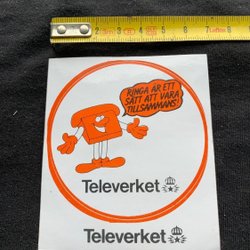 RINGA ÄR ETT
SÄTT ATT VARA
TILLSAMMANS
Televerket
Televerket